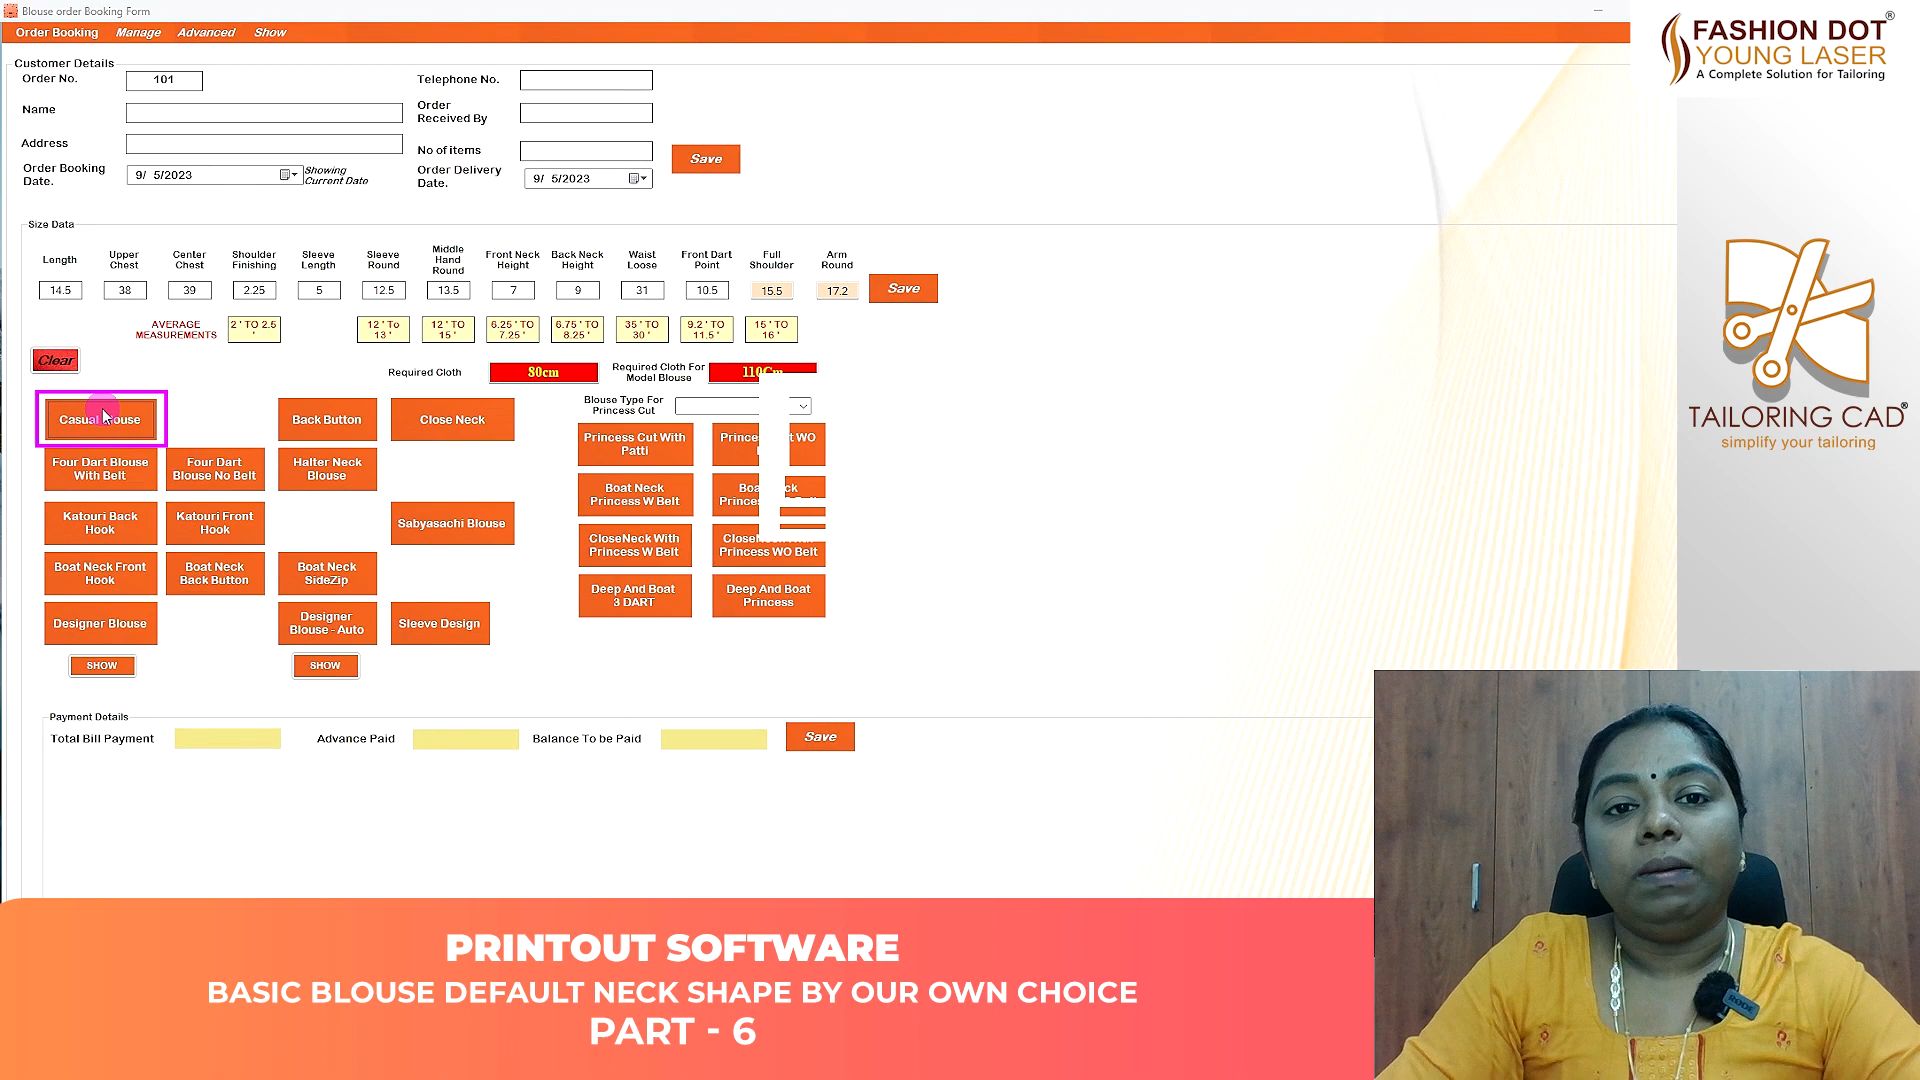 Blouse order Booking Form
Order Booking Manage Advanced Show
FASHION DOT®
YOUNG LASER
A Complete Solution for Tailoring
Customer Details
Order No. 101 Telephone No.
Name Order Received By
Address No of items
Save
Order Booking Date. 9/ 5/2023 Showing Current Date Order Delivery Date. 9/ 5/2023
Size Data
Length Upper Chest Center Chest Shoulder Finishing Sleeve Length Sleeve Round Middle Hand Round Front Neck Height Back Neck Height Waist Loose Front Dart Point Full Shoulder Arm Round
14.5 38 39 2.25 5 12.5 13.5 7 9 31 10.5 15.5 17.2 Save
AVERAGE MEASUREMENTS 2 ' TO 2.5 ' 12 ' To 13 ' 12 ' TO 15 ' 6.25 ' TO 7.25 ' 6.75 ' TO 8.25 ' 35 ' TO 30 ' 9.2 ' TO 11.5 ' 15 ' TO 16 '
Clear
Required Cloth 80cm Required Cloth For Model Blouse 110Cm
Blouse Type For Princess Cut
Casual Blouse Back Button Close Neck
Princess Cut With Patti
Four Dart Blouse With Belt Four Dart Blouse No Belt Halter Neck Blouse
Boat Neck Princess W Belt
Katouri Back Hook Katouri Front Hook Sabyasachi Blouse
CloseNeck With Princess W Belt Princess WO Belt
Boat Neck Front Hook Boat Neck Back Button Boat Neck SideZip
Deep And Boat 3 DART Deep And Boat Princess
Designer Blouse Designer Blouse - Auto Sleeve Design
SHOW SHOW
Payment Details
Total Bill Payment Advance Paid Balance To be Paid Save
TAILORING CAD®
simplify your tailoring
PRINTOUT SOFTWARE
BASIC BLOUSE DEFAULT NECK SHAPE BY OUR OWN CHOICE
PART - 6
RODE